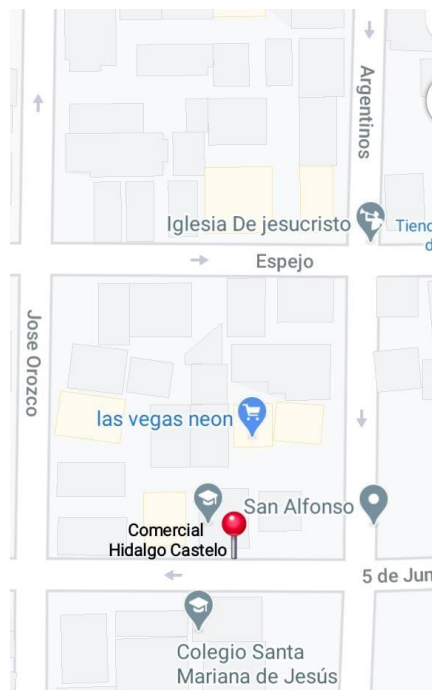 Argentinos
Iglesia De jesucristo
Tiend
d
Espejo
Jose Orozco
las vegas neon
San Alfonso
Comercial
Hidalgo Castelo
5 de Jun
Colegio Santa
Mariana de Jesús